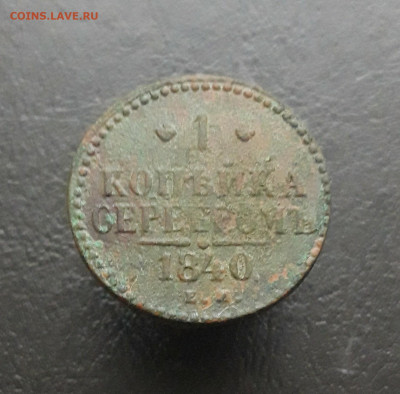 COINS.LAVE.RU
1
КОПѢЙКА
СЕРЕБРОМЪ
1840